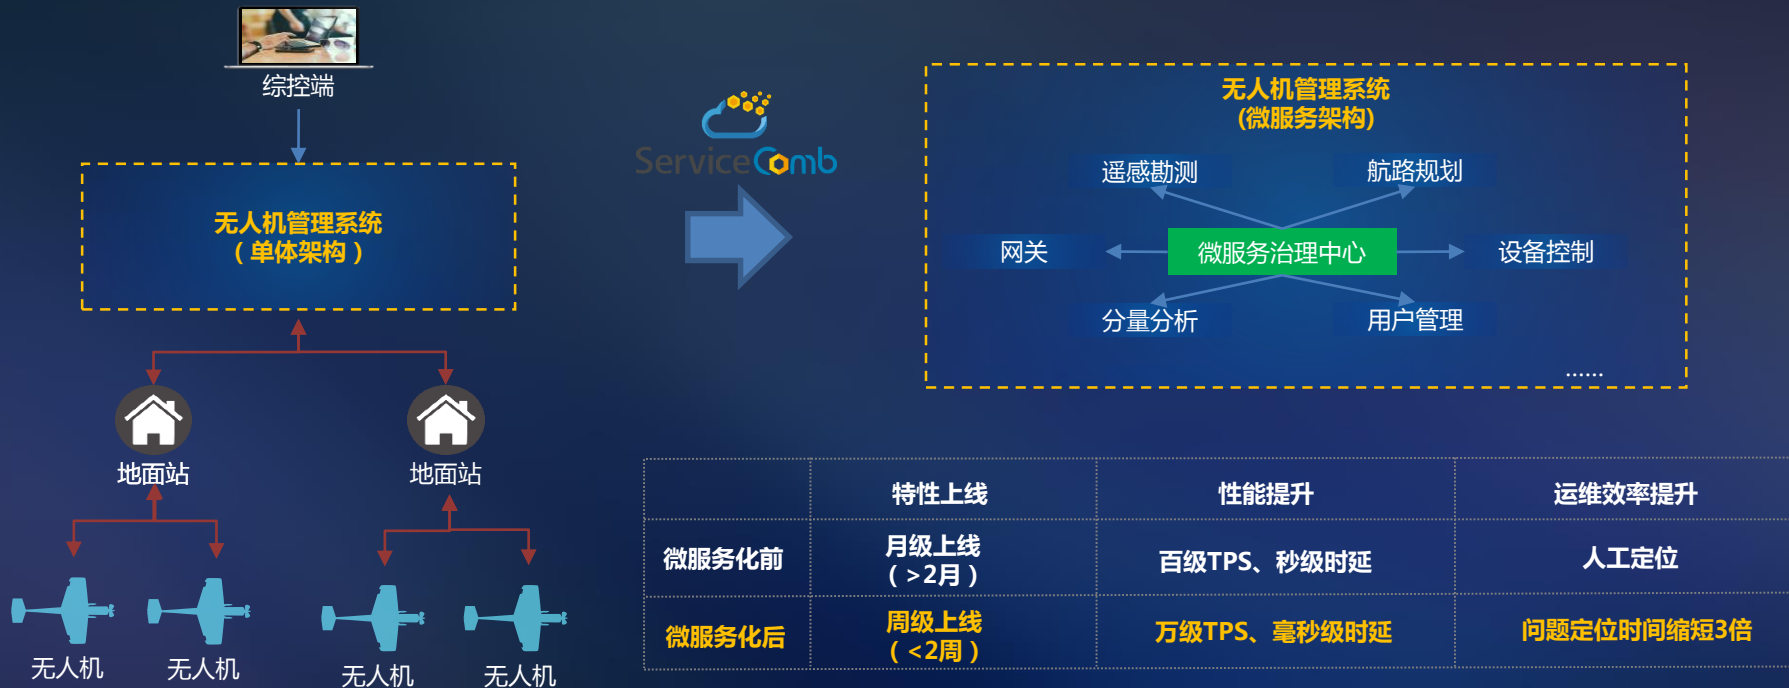 综控端
无人机管理系统
（单体架构）
地面站
地面站
无人机
无人机
无人机
无人机
ServiceComb
无人机管理系统
(微服务架构)
遥感勘测
航路规划
网关
微服务治理中心
设备控制
分量分析
用户管理
......
特性上线
性能提升
运维效率提升
微服务化前
月级上线
（>2月）
百级TPS、秒级时延
人工定位
微服务化后
周级上线
（<2周）
万级TPS、毫秒级时延
问题定位时间缩短3倍